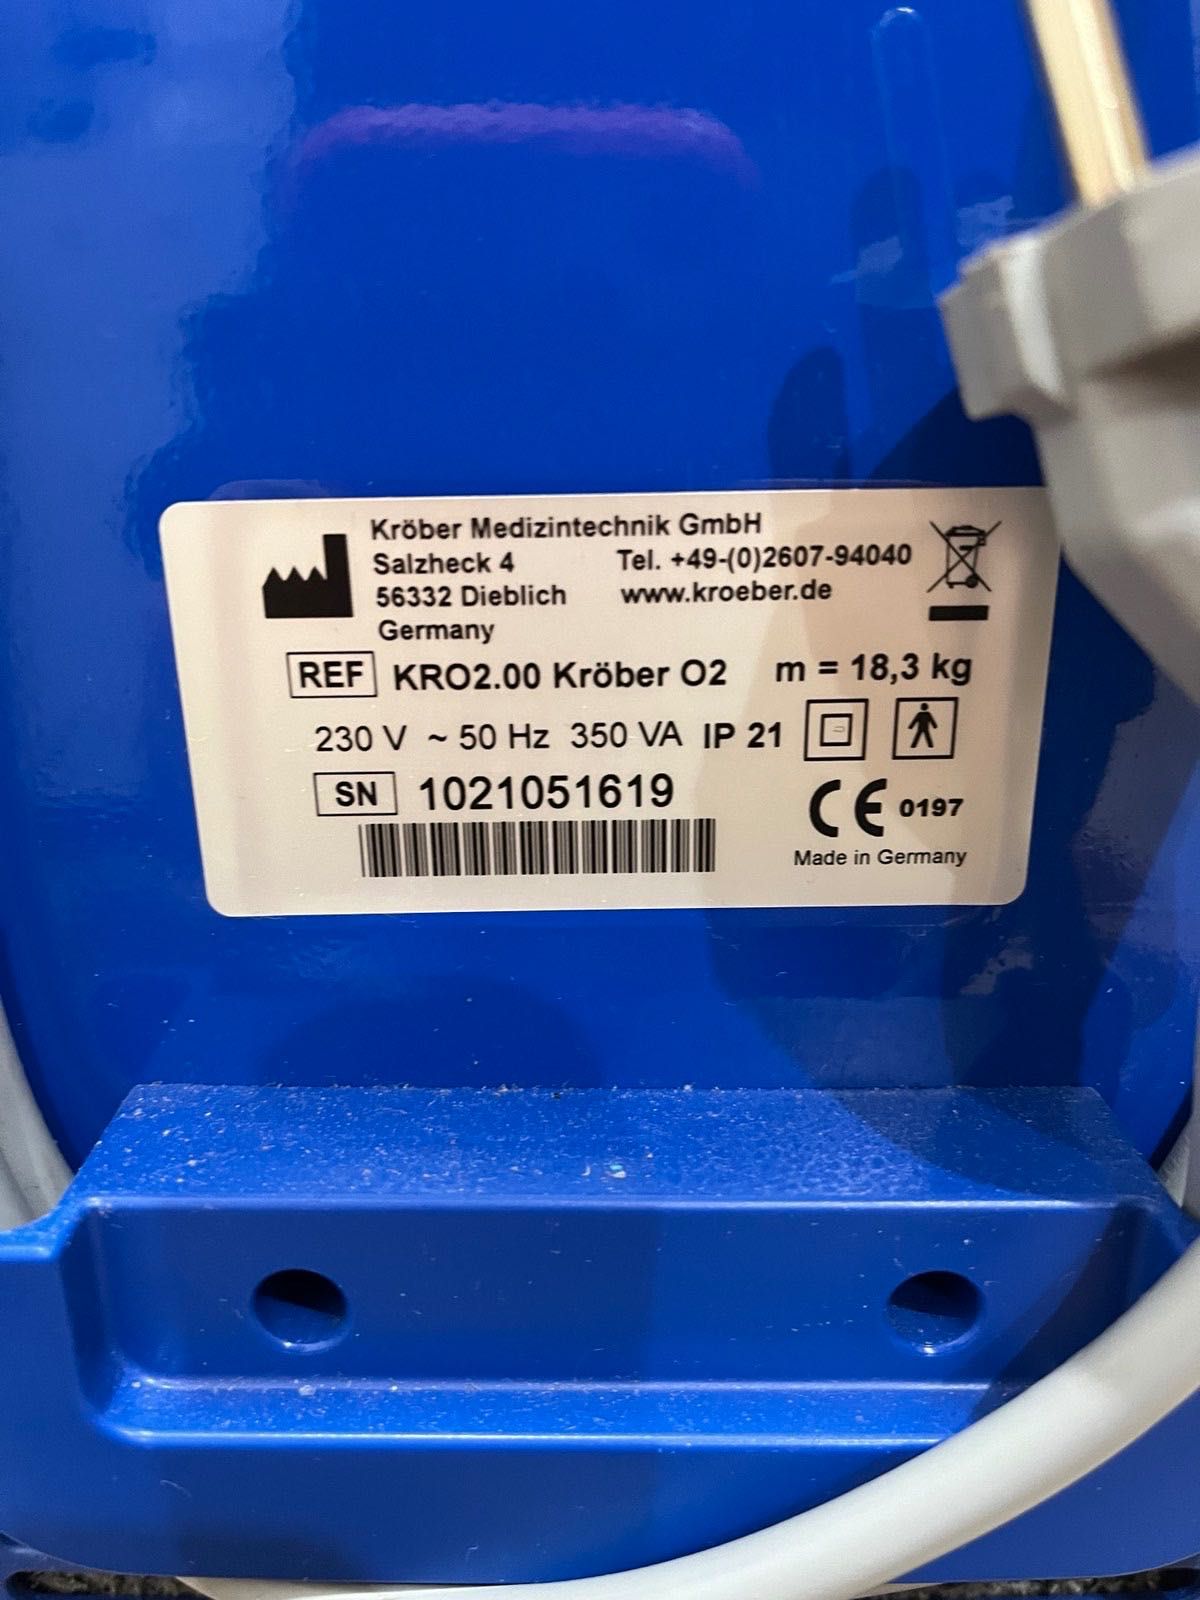 Kröber Medizintechnik GmbH
Salzheck 4 Tel. +49-(0)2607-94040
56332 Dieblich www.kroeber.de
Germany
REF KRO2.00 Kröber O2 m = 18,3 kg
230 V ~ 50 Hz 350 VA IP 21
SN 1021051619
CE 0197
Made in Germany